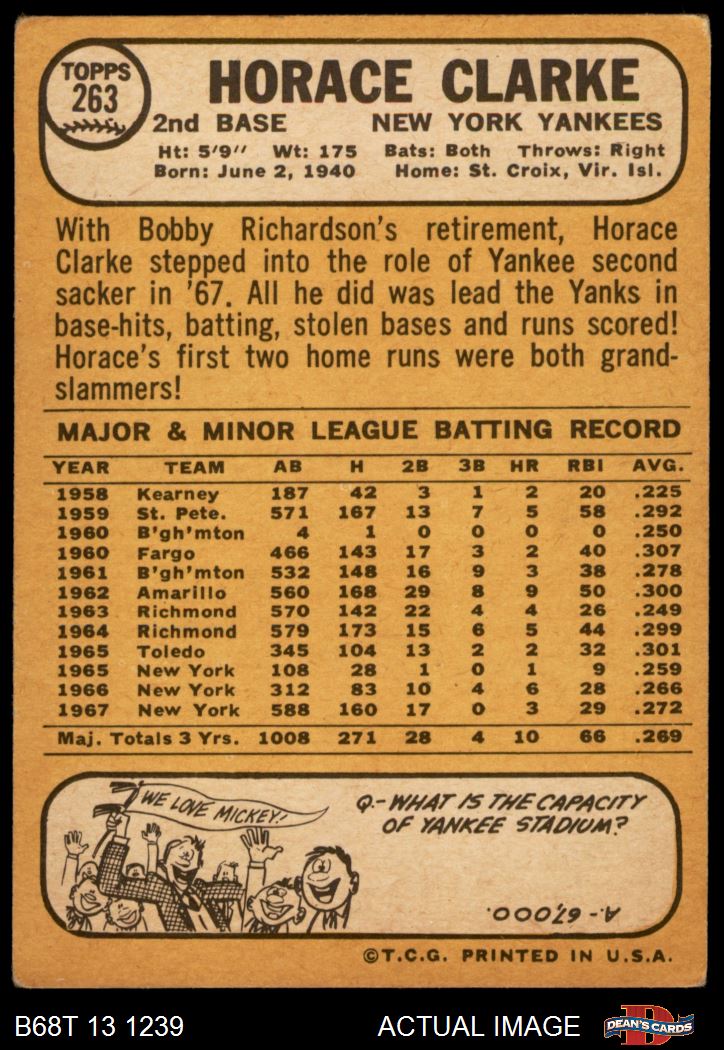 TOPPS
263
HORACE CLARKE
2nd BASE NEW YORK YANKEES
Ht: 5'9" Wt: 175 Bats: Both Throws: Right
Born: June 2, 1940 Home: St. Croix, Vir. Isl.
With Bobby Richardson's retirement, Horace
Clarke stepped into the role of Yankee second
sacker in '67. All he did was lead the Yanks in
base-hits, batting, stolen bases and runs scored!
Horace's first two home runs were both grand-
slammers!
MAJOR & MINOR LEAGUE BATTING RECORD
YEAR TEAM AB H 2B 3B HR RBI AVG.
1958 Kearney 187 42 3 1 2 20 .225
1959 St. Pete. 571 167 13 7 5 58 .292
1960 B'gh'mton 4 1 0 0 0 0 .250
1960 Fargo 466 143 17 3 2 40 .307
1961 B'gh'mton 532 148 16 9 3 38 .278
1962 Amarillo 560 168 29 8 9 50 .300
1963 Richmond 570 142 22 4 4 26 .249
1964 Richmond 579 173 15 6 5 44 .299
1965 Toledo 345 104 13 2 2 32 .301
1965 New York 108 28 1 0 1 9 .259
1966 New York 312 83 10 4 6 28 .266
1967 New York 588 160 17 0 3 29 .272
Maj. Totals 3 Yrs. 1008 271 28 4 10 66 .269
WE LOVE MICKEY!
Q.- WHAT IS THE CAPACITY
OF YANKEE STADIUM?
A.- 67,000.
©T.C.G. PRINTED IN U.S.A.
B68T 13 1239 ACTUAL IMAGE
D
DEAN'S CARDS